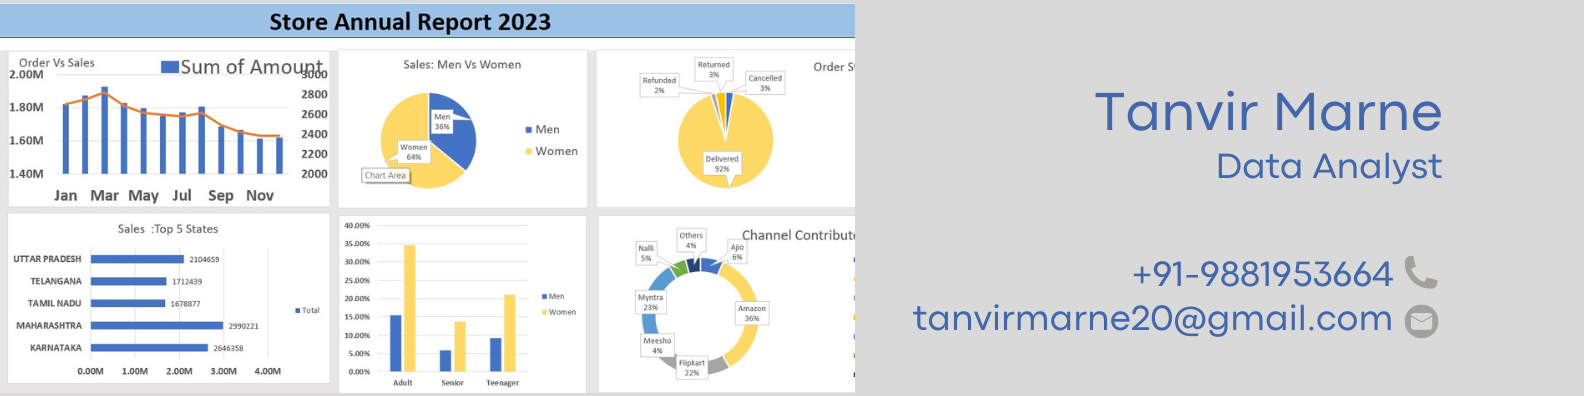 Store Annual Report 2023
Order Vs Sales
Sum of Amount
2.00M
1.80M
1.60M
1.40M
3000
2800
2600
2400
2200
2000
Jan Mar May Jul Sep Nov
Sales: Men Vs Women
Men
36%
Women
64%
Chart Area
Men
Women
Order S
Returned
3%
Refunded
2%
Cancelled
3%
Delivered
92%
Sales :Top 5 States
UTTAR PRADESH 2104659
TELANGANA 1712439
TAMIL NADU 1678877
MAHARASHTRA 2990221
KARNATAKA 2646358
0.00M 1.00M 2.00M 3.00M 4.00M
Total
40.00%
35.00%
30.00%
25.00%
20.00%
15.00%
10.00%
5.00%
0.00%
Adult Senior Teenager
Men
Women
Channel Contribute
Others
4%
Nalli
5%
Ajio
6%
Myntra
23%
Amazon
36%
Meesho
4%
Flipkart
22%
Tanvir Marne
Data Analyst
+91-9881953664
tanvirmarne20@gmail.com